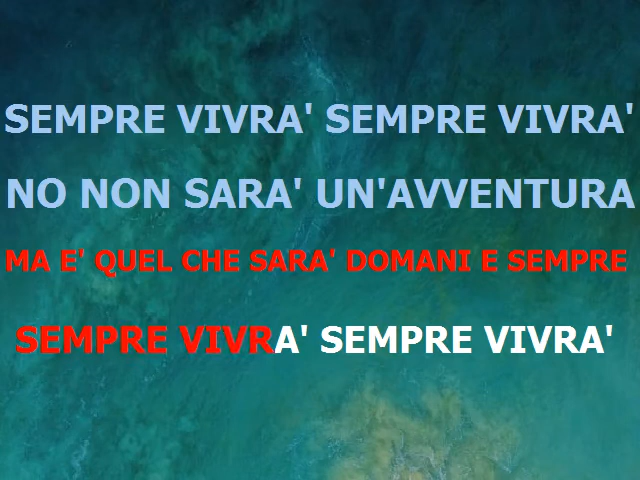 SEMPRE VIVRA' SEMPRE VIVRA'
NO NON SARA' UN'AVVENTURA
MA E' QUEL CHE SARA' DOMANI E SEMPRE
SEMPRE VIVRA' SEMPRE VIVRA'